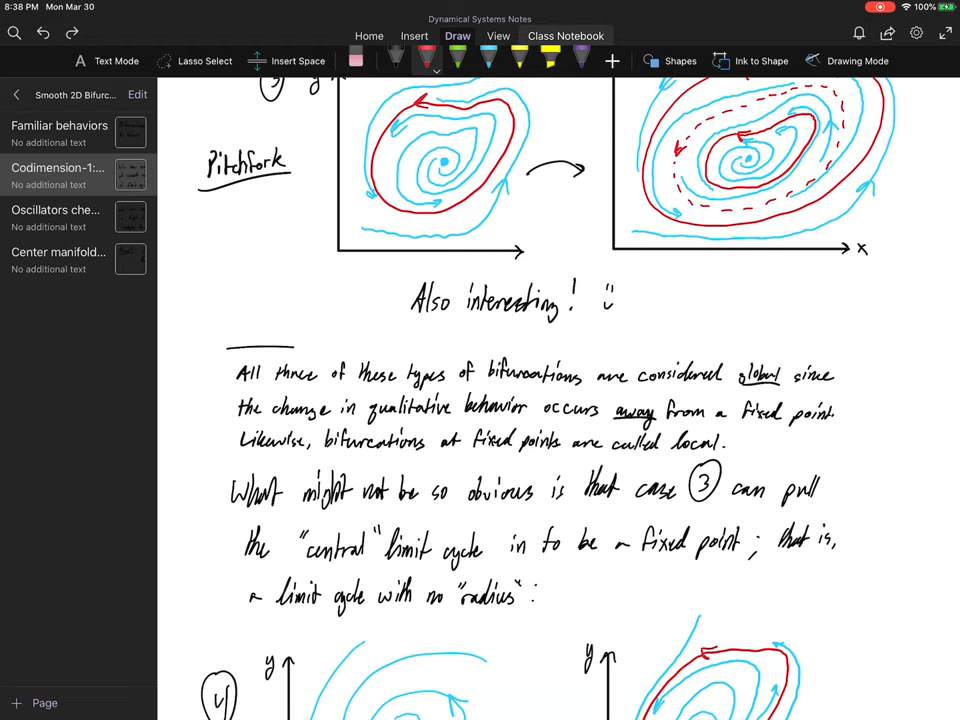 8:38 PM Mon Mar 30
100%
Dynamical Systems Notes
Home Insert Draw View Class Notebook
Text Mode Lasso Select Insert Space Shapes Ink to Shape Drawing Mode
Smooth 2D Bifurc... Edit
Familiar behaviors
No additional text
Codimension-1:...
No additional text
Oscillators che...
No additional text
Center manifold...
No additional text
Page
3 y
Pitchfork
x
Also interesting! :)
All three of these types of bifurcations are considered global since
the change in qualitative behavior occurs away from a fixed point.
Likewise, bifurcations at fixed points are called local.
What might not be so obvious is that case 3 can pull
the "central" limit cycle in to be a fixed point; that is,
a limit cycle with no "radius":
4 y y